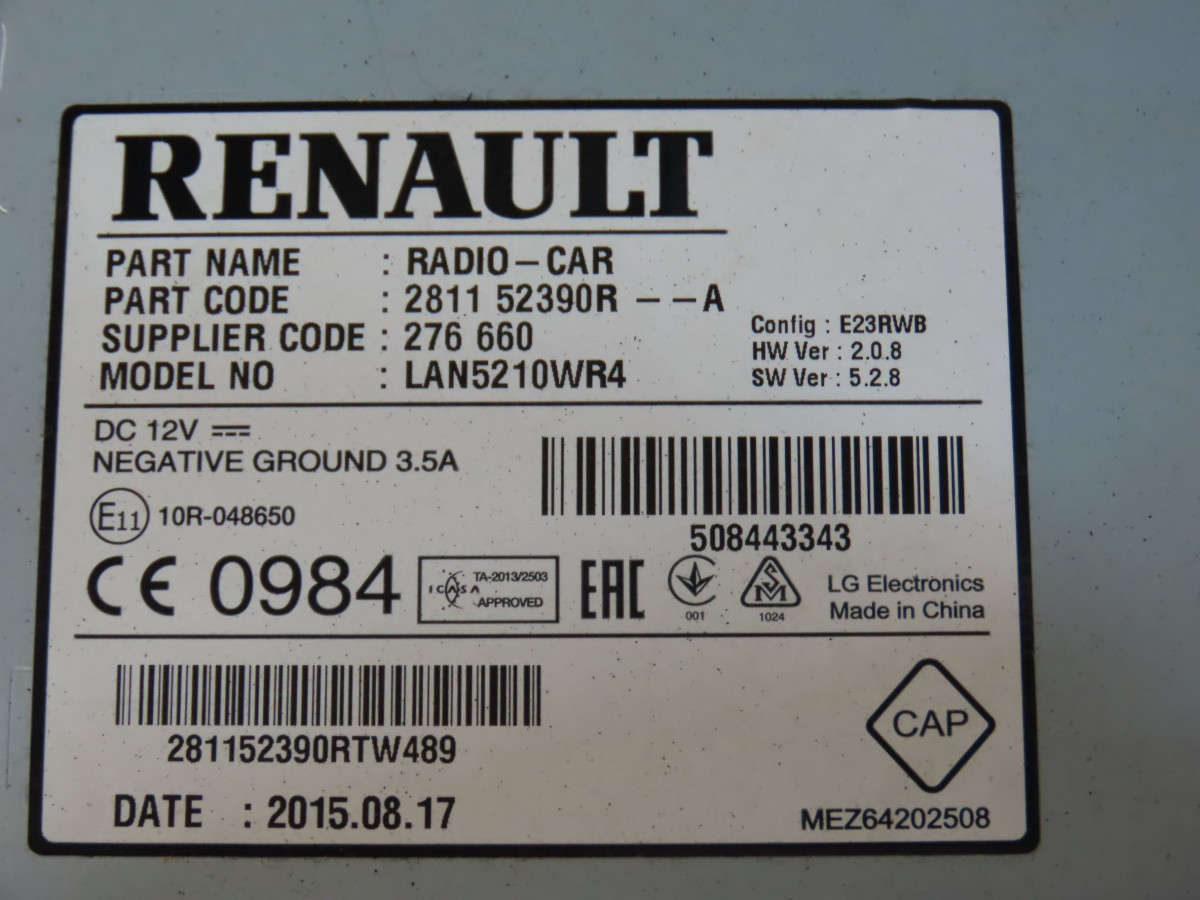 RENAULT
PART NAME : RADIO-CAR
PART CODE : 2811 52390R --A
SUPPLIER CODE : 276 660
MODEL NO : LAN5210WR4
Config : E23RWB
HW Ver : 2.0.8
SW Ver : 5.2.8
DC 12V
NEGATIVE GROUND 3.5A
E11 10R-048650
508443343
CE 0984
ICASA TA-2013/2503
APPROVED
EAC
001
SM
1024
LG Electronics
Made in China
281152390RTW489
CAP
DATE : 2015.08.17
MEZ64202508